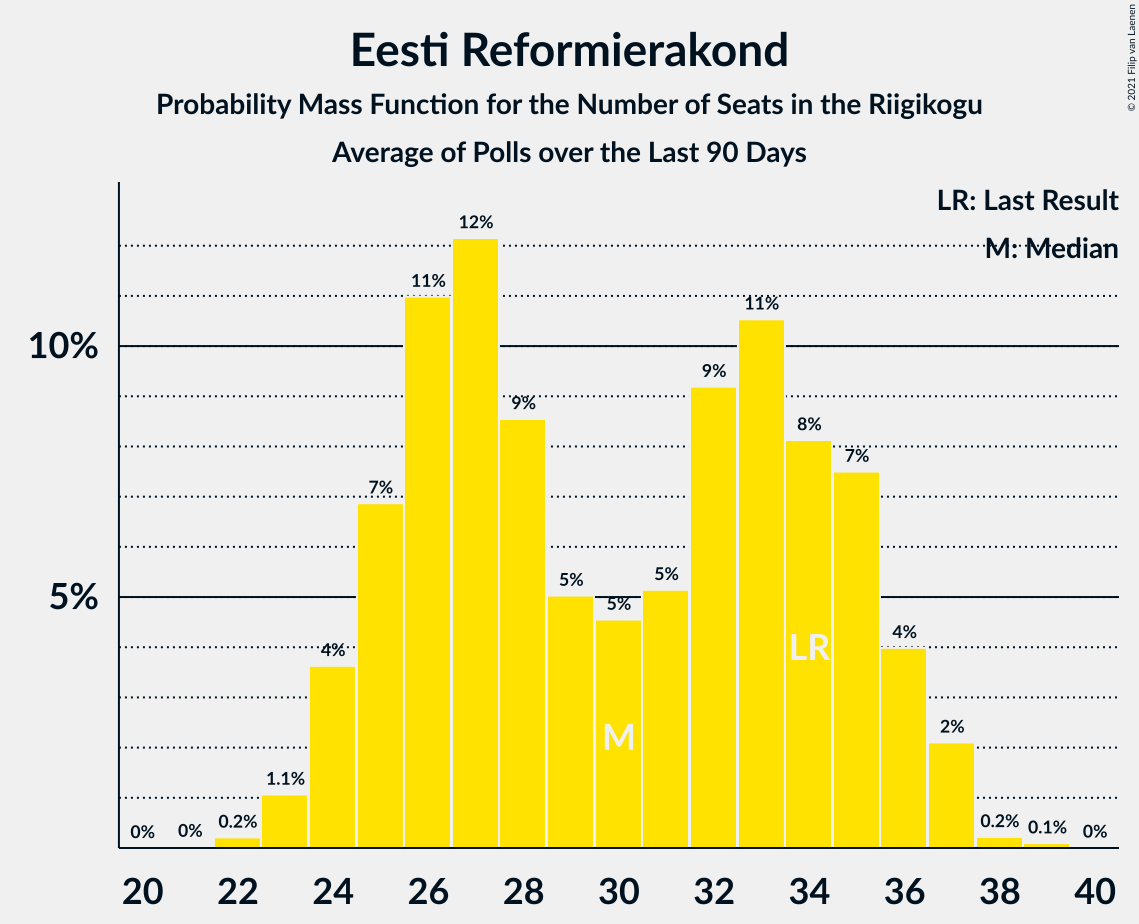 Eesti Reformierakond
Probability Mass Function for the Number of Seats in the Riigikogu
Average of Polls over the Last 90 Days
© 2021 Filip van Laenen
LR: Last Result
M: Median
10%
5%
0%
0%
0.2%
1.1%
4%
7%
11%
12%
9%
5%
5%
5%
9%
11%
8%
7%
4%
2%
0.2%
0.1%
0%
M
LR
20 22 24 26 28 30 32 34 36 38 40